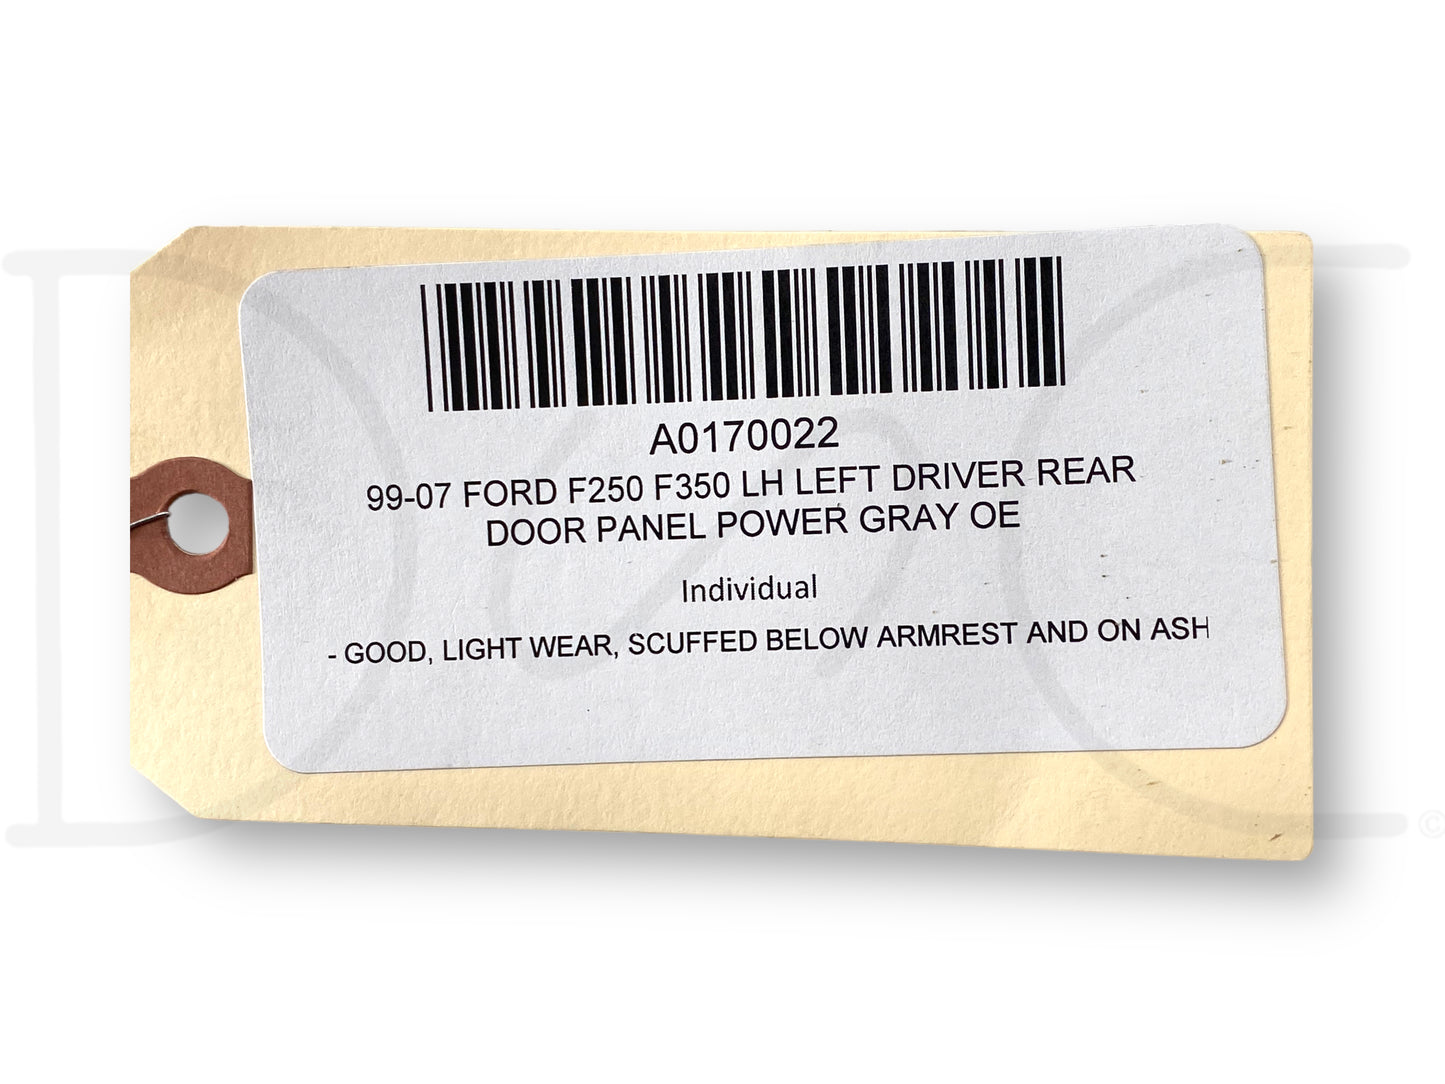 A0170022
99-07 FORD F250 F350 LH LEFT DRIVER REAR
DOOR PANEL POWER GRAY OE
Individual
- GOOD, LIGHT WEAR, SCUFFED BELOW ARMREST AND ON ASH
©